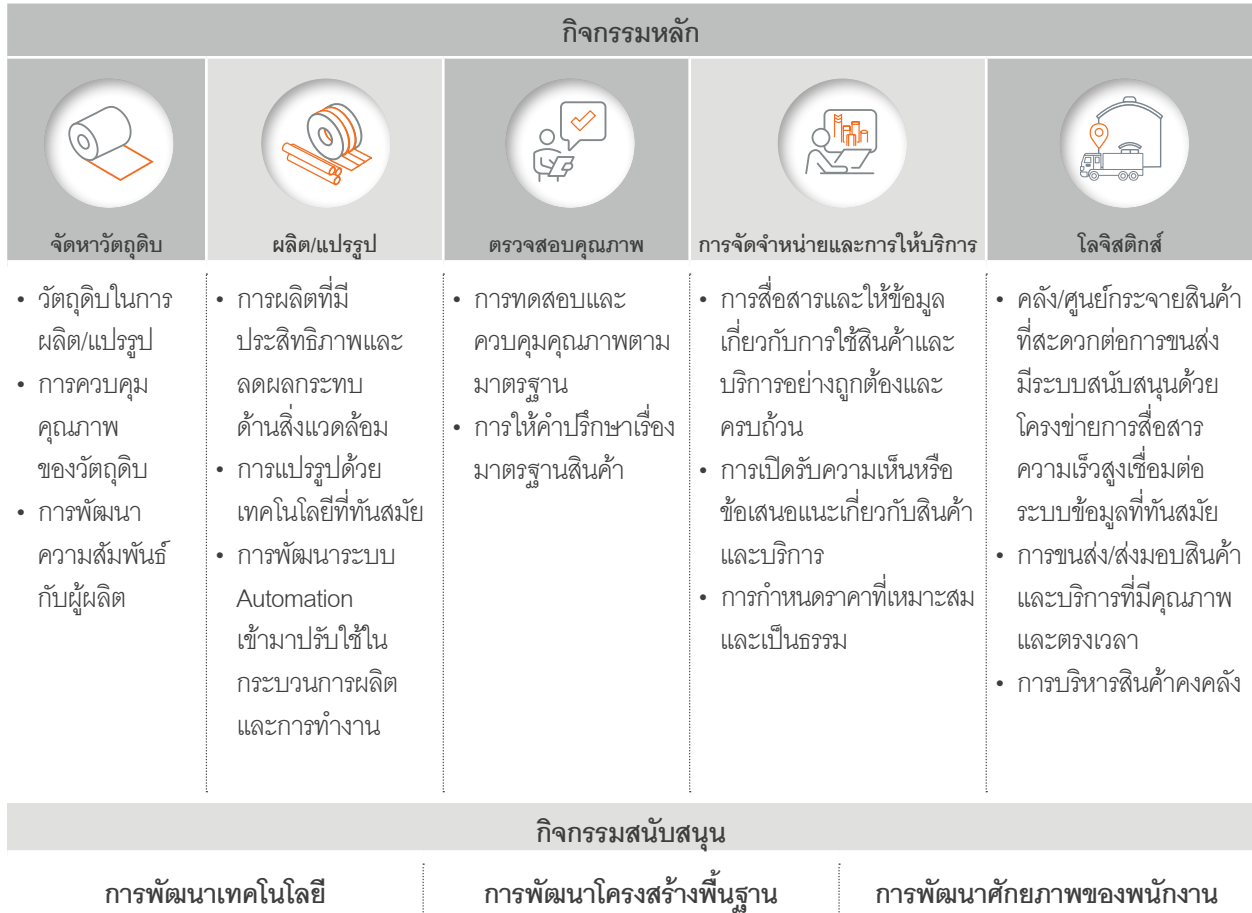 กิจกรรมหลัก
จัดหาวัตถุดิบ
• วัตถุดิบในการ
ผลิต/แปรรูป
• การควบคุม
คุณภาพ
ของวัตถุดิบ
• การพัฒนา
ความสัมพันธ์
กับผู้ผลิต
ผลิต/แปรรูป
• การผลิตที่มี
ประสิทธิภาพและ
ลดผลกระทบ
ด้านสิ่งแวดล้อม
• การแปรรูปด้วย
เทคโนโลยีที่ทันสมัย
• การพัฒนาระบบ
Automation
เข้ามาปรับใช้ใน
กระบวนการผลิต
และการทำงาน
ตรวจสอบคุณภาพ
• การทดสอบและ
ควบคุมคุณภาพตาม
มาตรฐาน
• การให้คำปรึกษาเรื่อง
มาตรฐานสินค้า
การจัดจำหน่ายและการให้บริการ
• การสื่อสารและให้ข้อมูล
เกี่ยวกับการใช้สินค้าและ
บริการอย่างถูกต้องและ
ครบถ้วน
• การเปิดรับความเห็นหรือ
ข้อเสนอแนะเกี่ยวกับสินค้า
และบริการ
• การกำหนดราคาที่เหมาะสม
และเป็นธรรม
โลจิสติกส์
• คลัง/ศูนย์กระจายสินค้า
ที่สะดวกต่อการขนส่ง
มีระบบสนับสนุนด้วย
โครงข่ายการสื่อสาร
ความเร็วสูงเชื่อมต่อ
ระบบข้อมูลที่ทันสมัย
• การขนส่ง/ส่งมอบสินค้า
และบริการที่มีคุณภาพ
และตรงเวลา
• การบริหารสินค้าคงคลัง
กิจกรรมสนับสนุน
การพัฒนาเทคโนโลยี
การพัฒนาโครงสร้างพื้นฐาน
การพัฒนาศักยภาพของพนักงาน